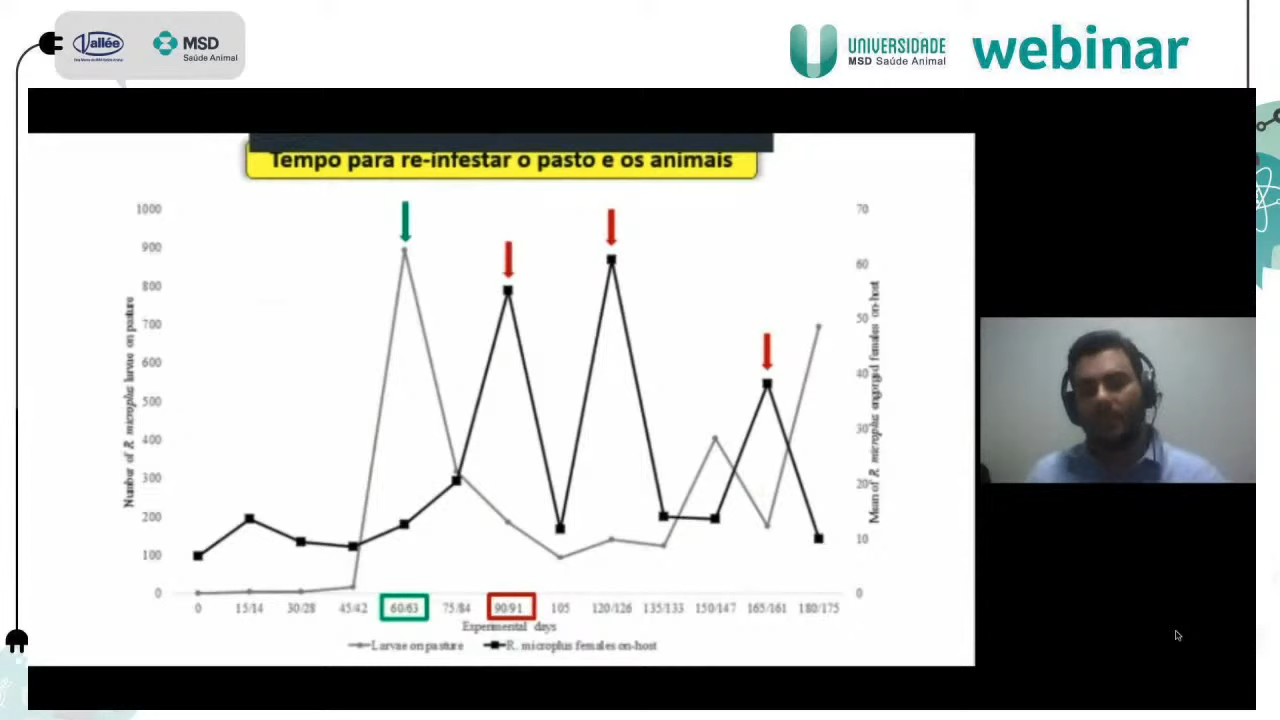 Vallée
MSD
Saúde Animal
UNIVERSIDADE
MSD Saúde Animal
webinar
Tempo para re-infestar o pasto e os animais
1000
900
800
700
600
500
400
300
200
100
0
Number of R. microplus larvae on pasture
70
60
50
40
30
20
10
0
Mean of R. microplus engorged females on-host
0 15/14 30/28 45/42 60/63 75/84 90/91 105 120/126 135/133 150/147 165/161 180/175
Experimental days
Larvae on pasture R. microplus females on-host